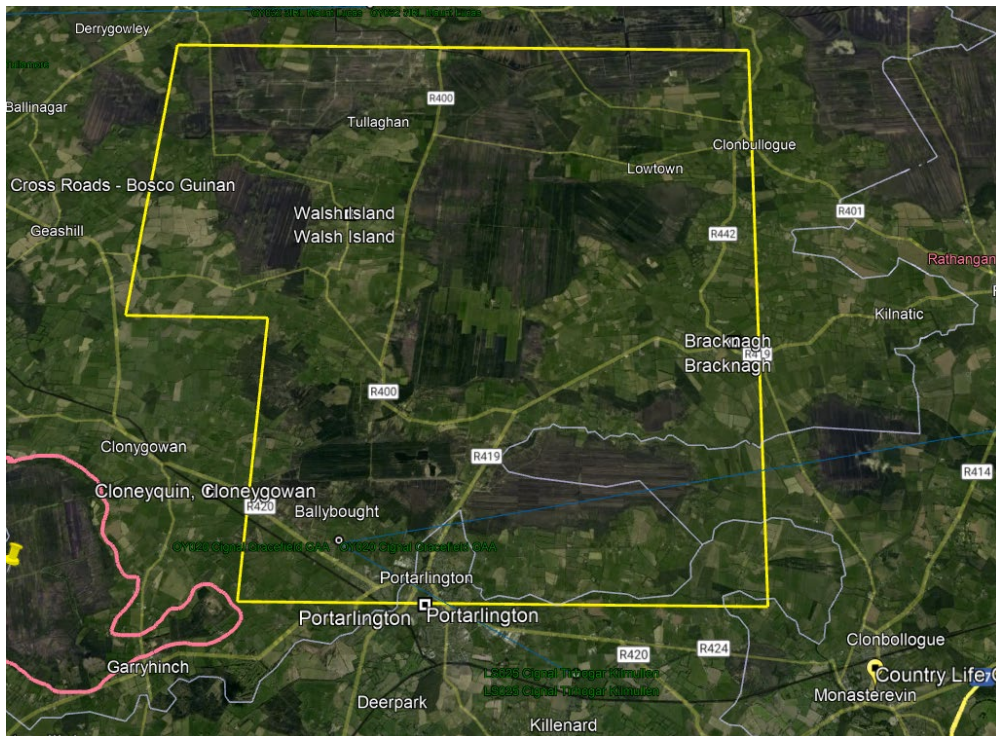 Derrygowley
Ballinagar
R400
Tullaghan
Clonbullogue
Lowtown
Cross Roads - Bosco Guinan
Walsh Island
Walsh Island
R401
Geashill
R442
Rathangan
Kilnatic
Bracknagh
R419
Bracknagh
R400
Clonygowan
R419
R414
Cloneyquin, Cloneygowan
R420
Ballybought
Portarlington
Portarlington
Portarlington
R420
R424
Clonbollogue
Garryhinch
Country Life
Monasterevin
Deerpark
Killenard